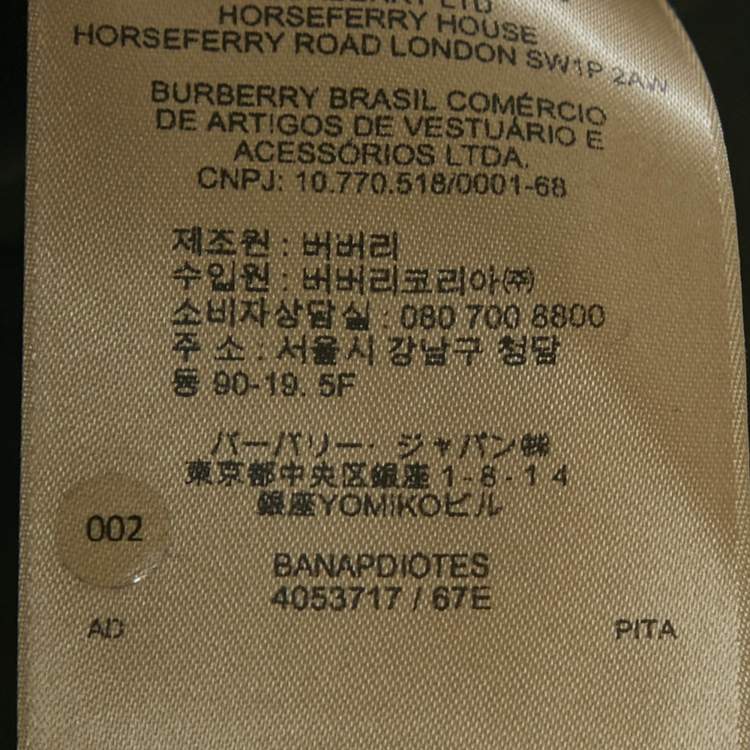 LTD
HORSEFERRY HOUSE
HORSEFERRY ROAD LONDON SW1P 2AW
BURBERRY BRASIL COMÉRCIO
DE ARTIGOS DE VESTUÁRIO E
ACESSÓRIOS LTDA.
CNPJ: 10.770.518/0001-68
제조원 : 버버리
수입원 : 버버리코리아㈜
소비자상담실 : 080 700 8800
주 소 : 서울시 강남구 청담
동 90-19. 5F
バーバリー・ジャパン㈱
東京都中央区銀座 1-8-14
銀座YOMIKOビル
002
BANAPDIOTES
4053717 / 67E
AD
PITA